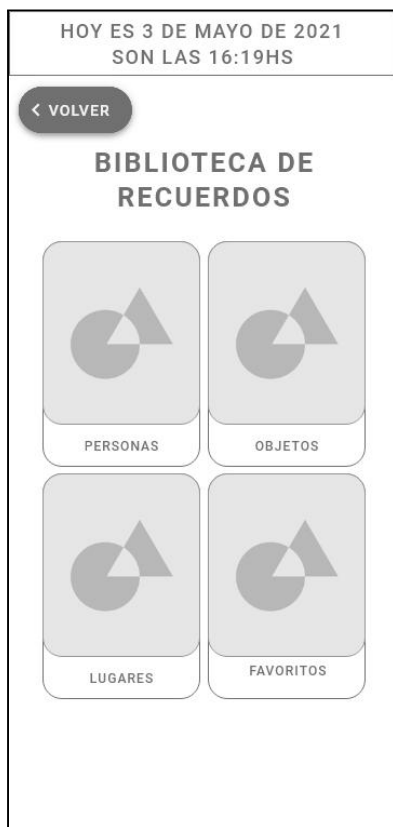 HOY ES 3 DE MAYO DE 2021
SON LAS 16:19HS
VOLVER
BIBLIOTECA DE
RECUERDOS
PERSONAS
OBJETOS
LUGARES
FAVORITOS